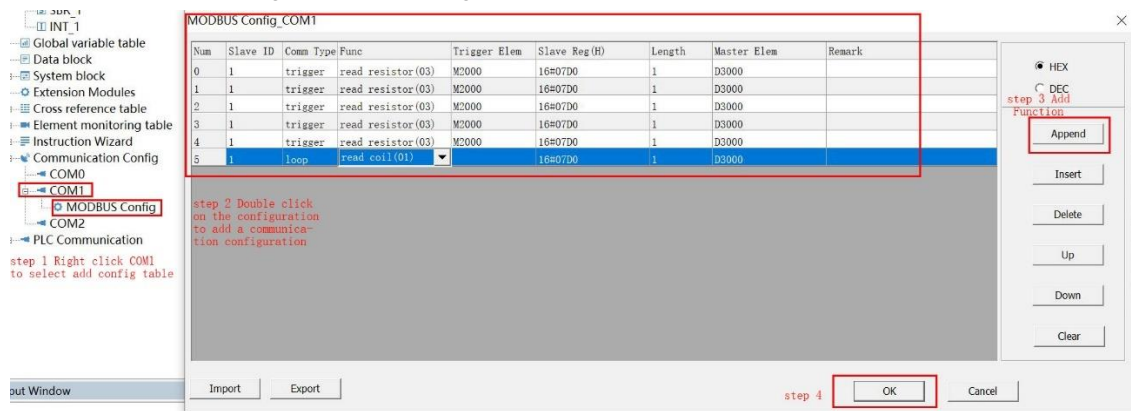 SBR_1
INT_1
Global variable table
Data block
System block
Extension Modules
Cross reference table
Element monitoring table
Instruction Wizard
Communication Config
COM0
COM1
MODBUS Config
COM2
PLC Communication
step 1 Right click COM1
to select add config table
MODBUS Config_COM1
Num Slave ID Comm Type Func Trigger Elem Slave Reg(H) Length Master Elem Remark
0 1 trigger read resistor(03) M2000 16#07D0 1 D3000
1 1 trigger read resistor(03) M2000 16#07D0 1 D3000
2 1 trigger read resistor(03) M2000 16#07D0 1 D3000
3 1 trigger read resistor(03) M2000 16#07D0 1 D3000
4 1 trigger read resistor(03) M2000 16#07D0 1 D3000
5 1 loop read coil(01) 16#07D0 1 D3000
step 2 Double click
on the configuration
to add a communica-
tion configuration
HEX
DEC
step 3 Add
Function
Append
Insert
Delete
Up
Down
Clear
Import Export
step 4 OK Cancel
out Window